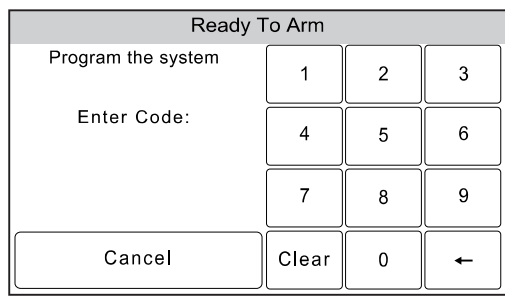 Ready To Arm
Program the system
Enter Code:
1 2 3
4 5 6
7 8 9
Cancel Clear 0 ←